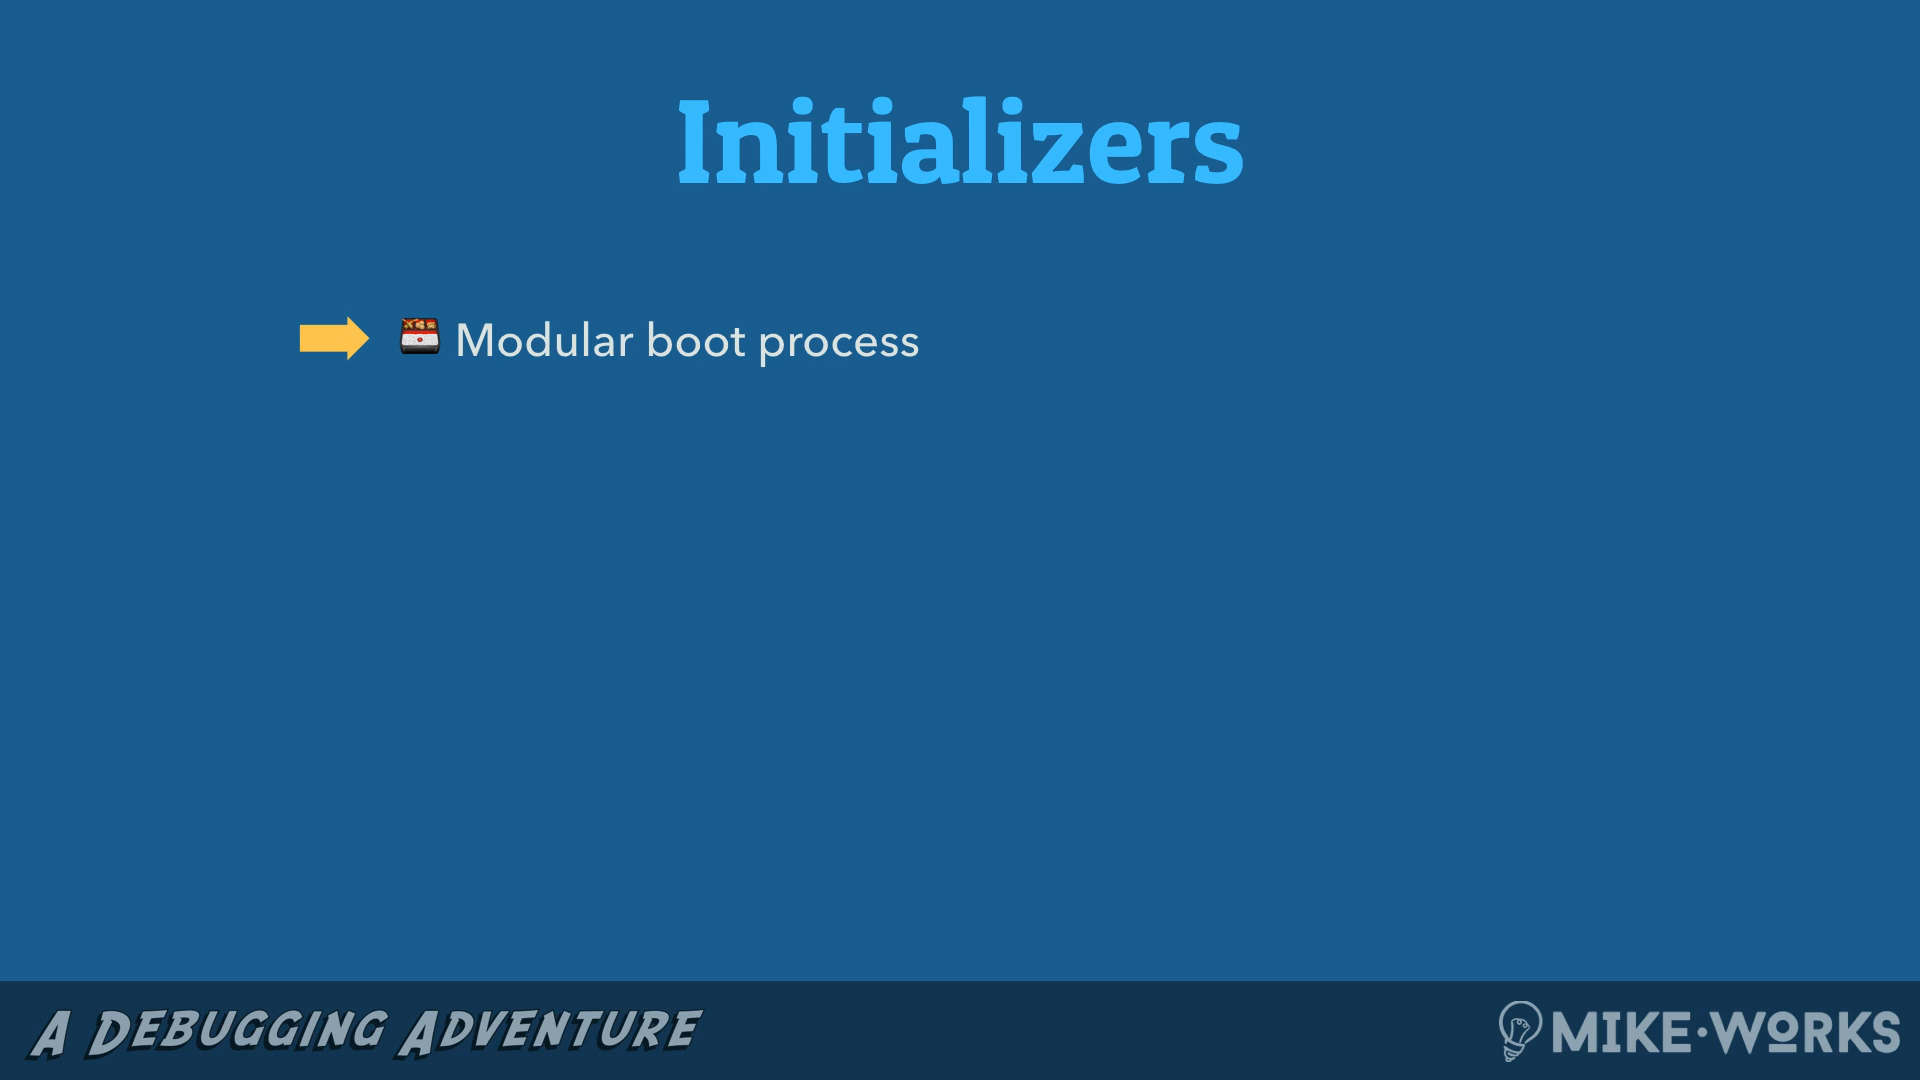 Initializers
🍱 Modular boot process
A DEBUGGING ADVENTURE
MIKE·WORKS